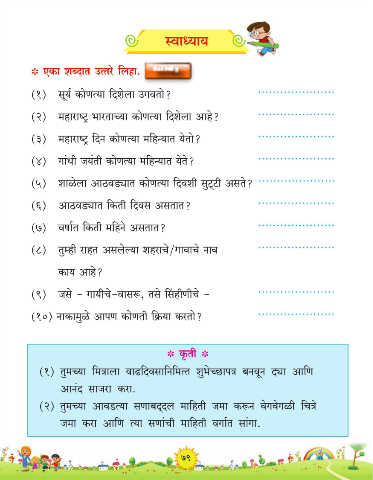 स्वाध्याय
❉ एका शब्दात उत्तरे लिहा.
(१) सूर्य कोणत्या दिशेला उगवतो?
(२) महाराष्ट्र भारताच्या कोणत्या दिशेला आहे?
(३) महाराष्ट्र दिन कोणत्या महिन्यात येतो?
(४) गांधी जयंती कोणत्या महिन्यात येते?
(५) शाळेला आठवड्यात कोणत्या दिवशी सुट्टी असते?
(६) आठवड्यात किती दिवस असतात?
(७) वर्षात किती महिने असतात?
(८) तुम्ही राहत असलेल्या शहराचे/गावाचे नाव
काय आहे?
(९) जसे - गायीचे-वासरू, तसे सिंहीणीचे -
(१०) नाकामुळे आपण कोणती क्रिया करतो?
❉ कृती ❉
(१) तुमच्या मित्राला वाढदिवसानिमित्त शुभेच्छापत्र बनवून द्या आणि
आनंद साजरा करा.
(२) तुमच्या आवडत्या सणाबद्दल माहिती जमा करून वेगवेगळी चित्रे
जमा करा आणि त्या सणांची माहिती वर्गात सांगा.
७९